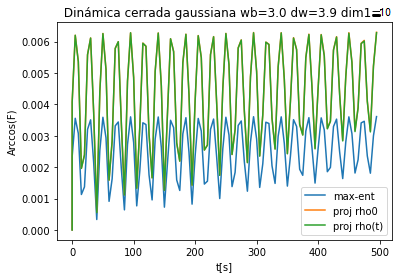 Dinámica cerrada gaussiana wb=3.0 dw=3.9 dim1=10
Arccos(F)
0.006
0.005
0.004
0.003
0.002
0.001
0.000
max-ent
proj rho0
proj rho(t)
0 100 200 300 400 500
t[s]